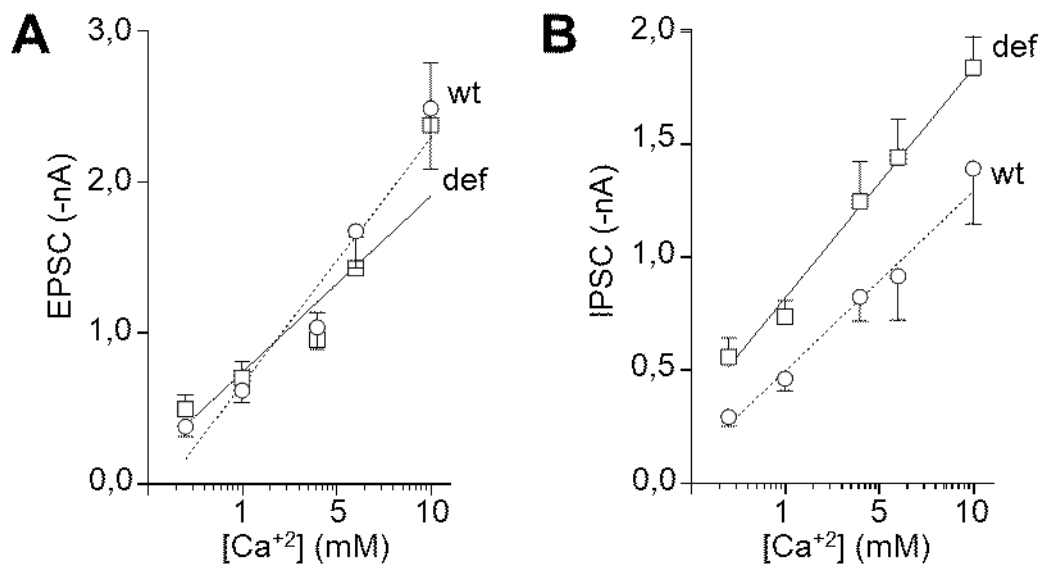 A
EPSC (-nA)
3,0
2,0
1,0
0,0
wt
def
1 5 10
[Ca+2] (mM)
B
IPSC (-nA)
2,0
1,5
1,0
0,5
0,0
def
wt
1 5 10
[Ca+2] (mM)